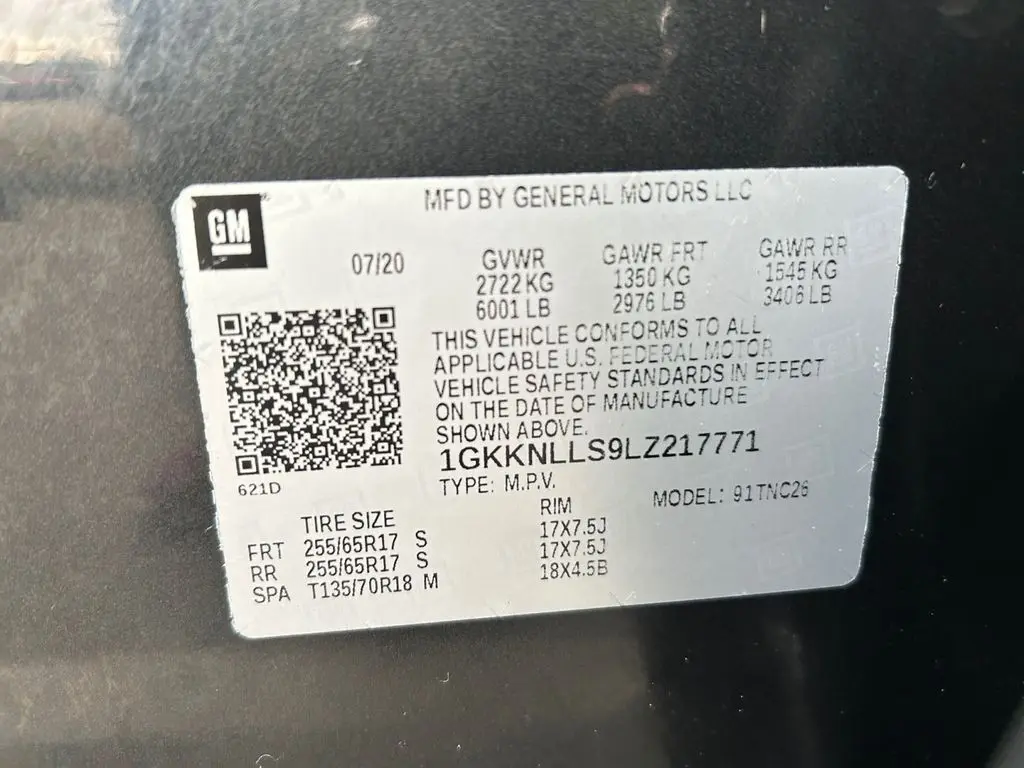 GM
MFD BY GENERAL MOTORS LLC
07/20
GVWR GAWR FRT GAWR RR
2722 KG 1350 KG 1545 KG
6001 LB 2976 LB 3406 LB
THIS VEHICLE CONFORMS TO ALL
APPLICABLE U.S. FEDERAL MOTOR
VEHICLE SAFETY STANDARDS IN EFFECT
ON THE DATE OF MANUFACTURE
SHOWN ABOVE.
1GKKNLLS9LZ217771
621D
TYPE: M.P.V. MODEL: 91TNC26
TIRE SIZE RIM
FRT 255/65R17 S 17X7.5J
RR 255/65R17 S 17X7.5J
SPA T135/70R18 M 18X4.5B